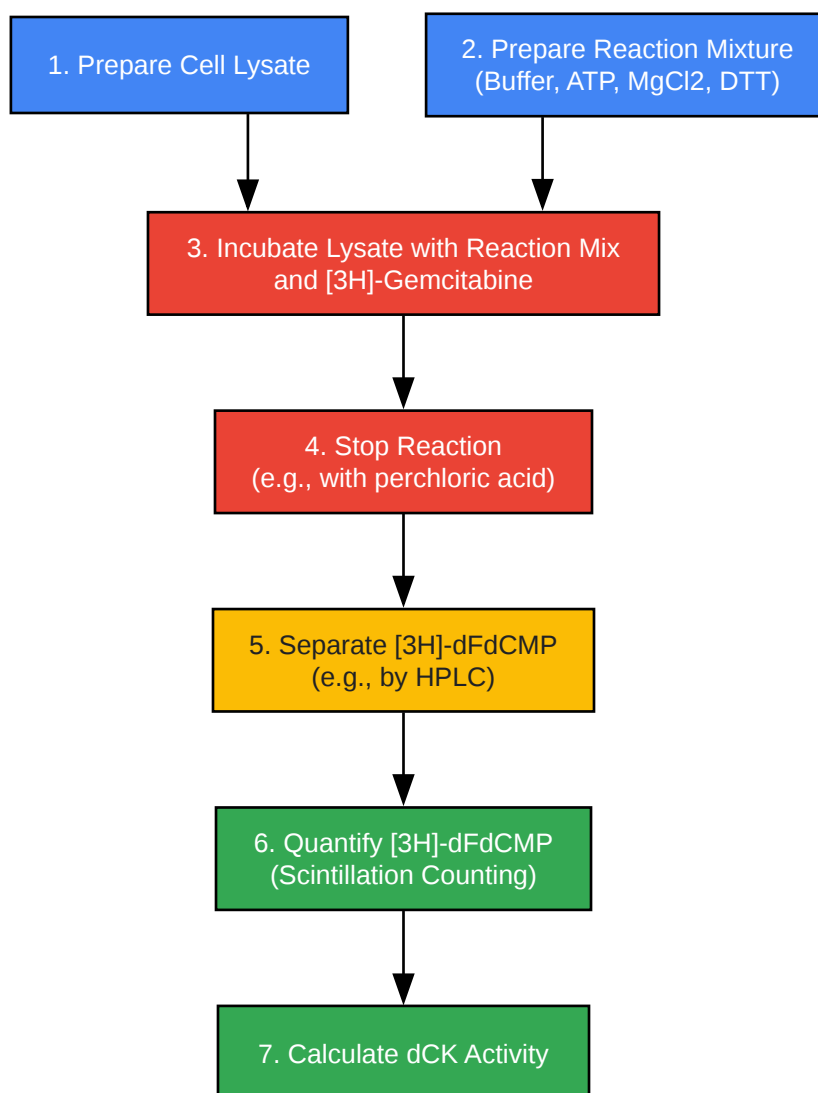 1. Prepare Cell Lysate
2. Prepare Reaction Mixture
(Buffer, ATP, MgCl2, DTT)
3. Incubate Lysate with Reaction Mix
and [3H]-Gemcitabine
4. Stop Reaction
(e.g., with perchloric acid)
5. Separate [3H]-dFdCMP
(e.g., by HPLC)
6. Quantify [3H]-dFdCMP
(Scintillation Counting)
7. Calculate dCK Activity